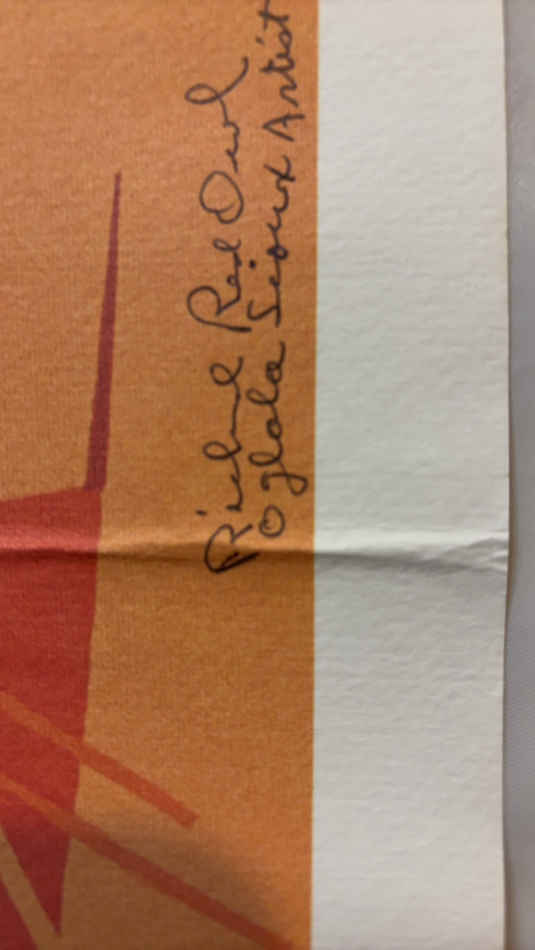 Richard Red Owl
Oglala Sioux Artist